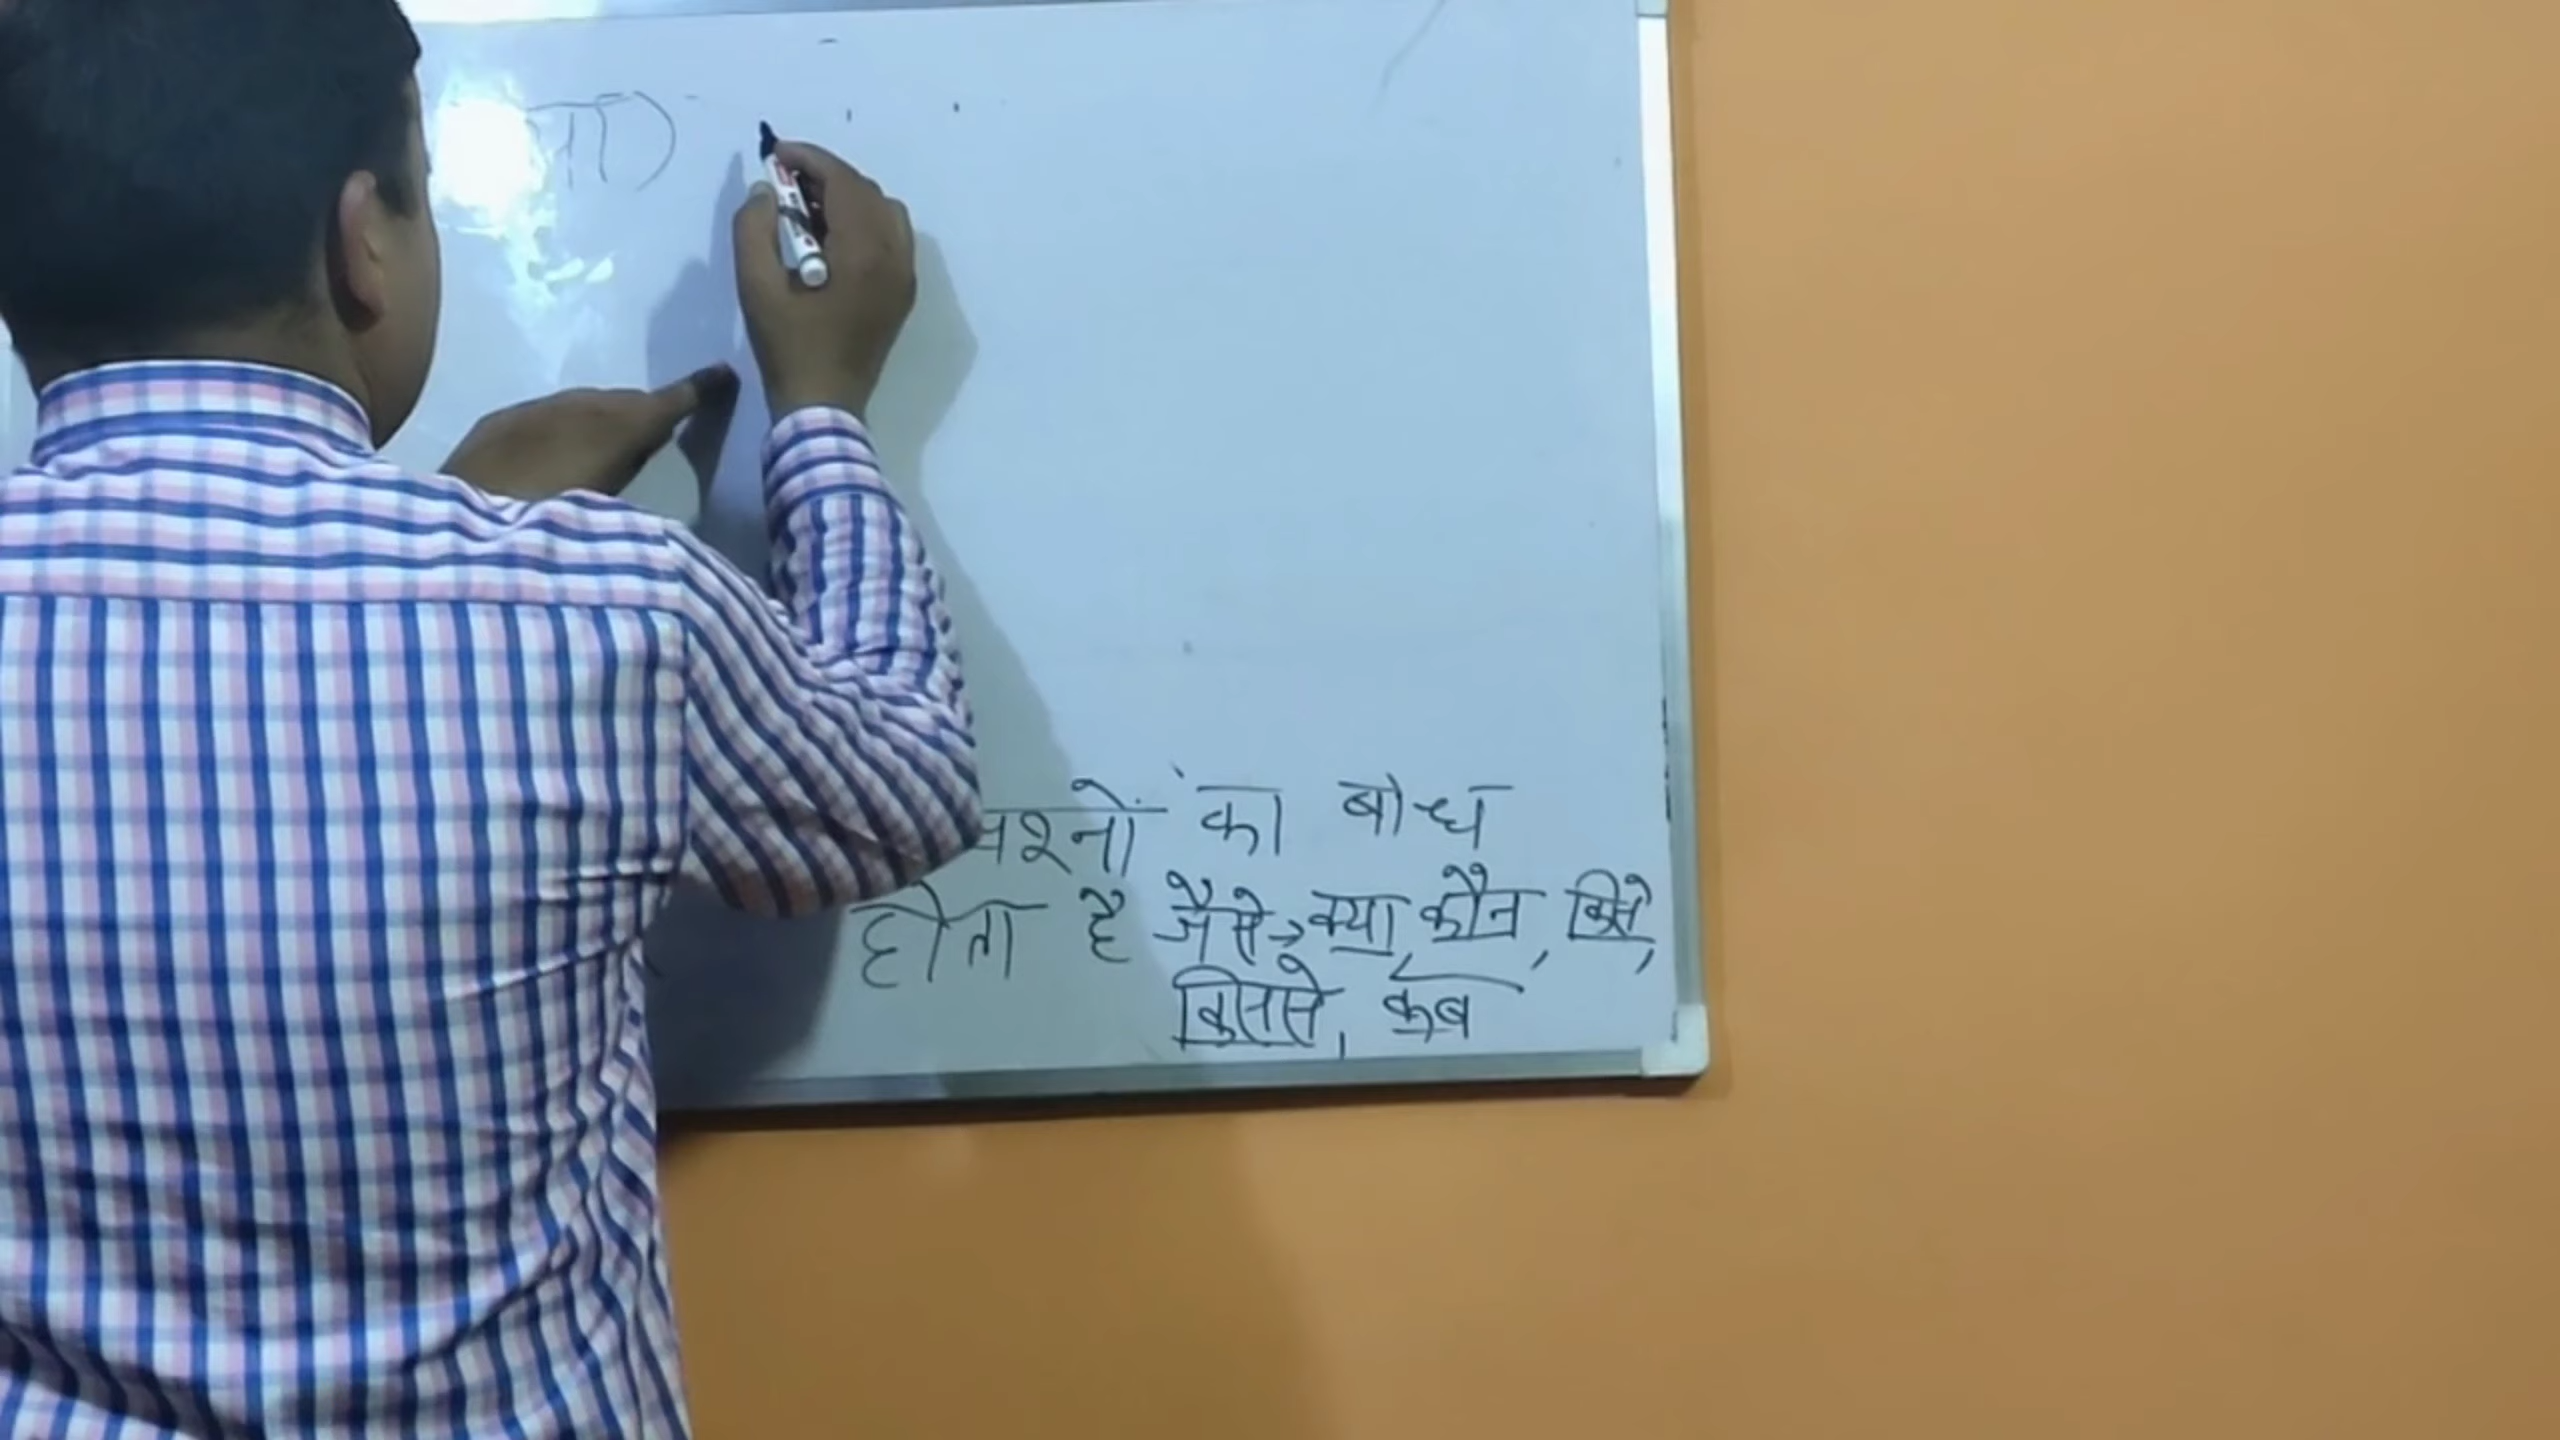 प्रश्नों का बोध
होता है जैसे→ क्या, कौन, किसे,
किससे, कब